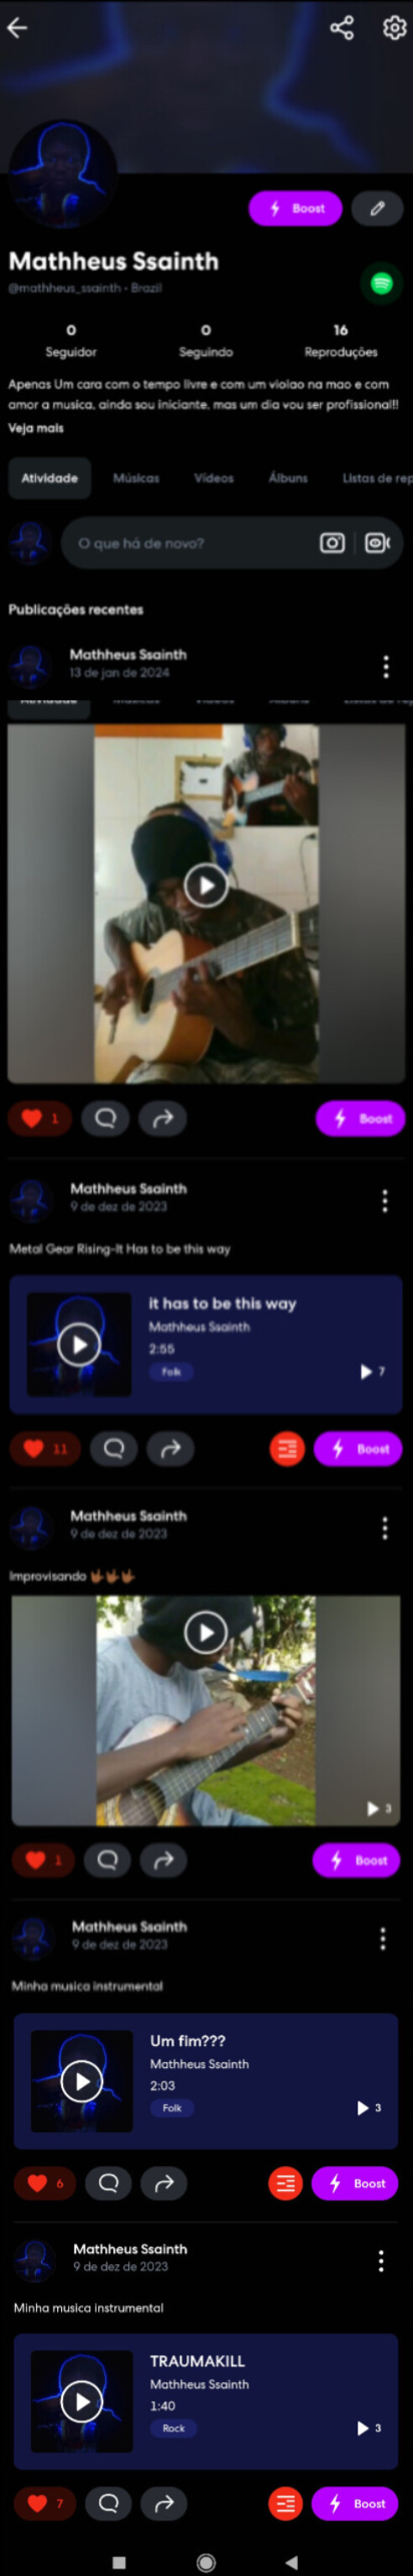 Boost
Mathheus Ssainth
@mathheus_ssainth • Brazil
0 0 16
Seguidor Seguindo Reproduções
Apenas Um cara com o tempo livre e com um violao na mao e com
amor a musica, ainda sou iniciante, mas um dia vou ser profissional!!
Veja mais
Atividade Músicas Vídeos Álbuns Listas de rep
O que há de novo?
Publicações recentes
Mathheus Ssainth
13 de jan de 2024
1 Boost
Mathheus Ssainth
9 de dez de 2023
Metal Gear Rising-It Has to be this way
it has to be this way
Mathheus Ssainth
2:55
Folk 7
11 Boost
Mathheus Ssainth
9 de dez de 2023
Improvisando 🤟🏾🤟🏾🤟🏾
3
1 Boost
Mathheus Ssainth
9 de dez de 2023
Minha musica instrumental
Um fim???
Mathheus Ssainth
2:03
Folk 3
6 Boost
Mathheus Ssainth
9 de dez de 2023
Minha musica instrumental
TRAUMAKILL
Mathheus Ssainth
1:40
Rock 3
7 Boost